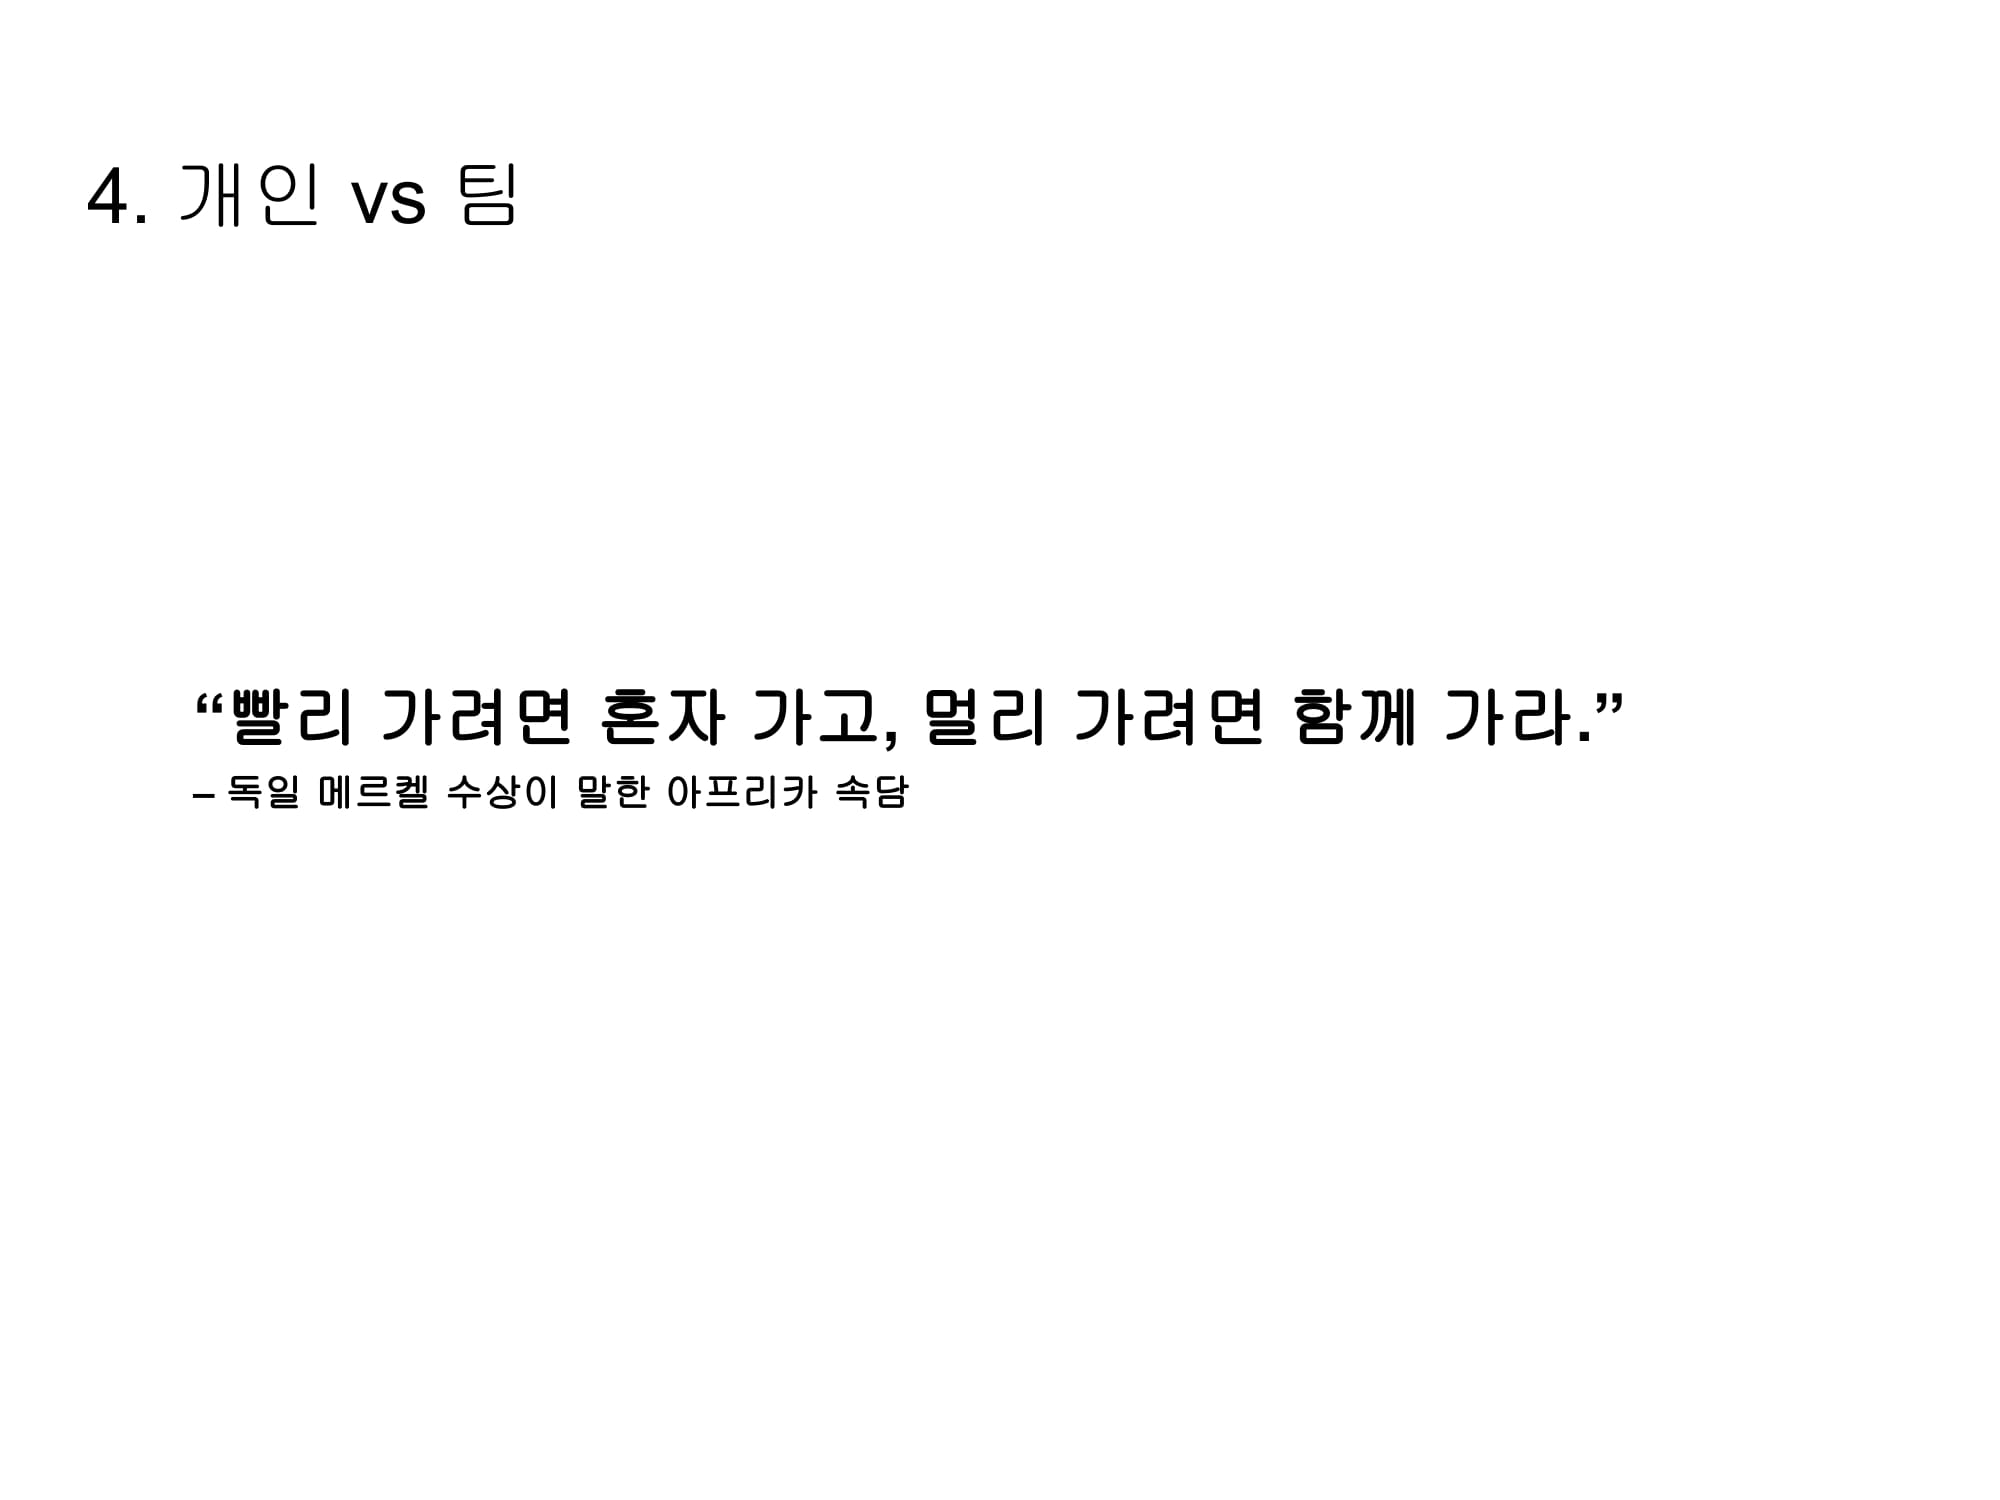 4. 개인 vs 팀
“빨리 가려면 혼자 가고, 멀리 가려면 함께 가라.”
– 독일 메르켈 수상이 말한 아프리카 속담